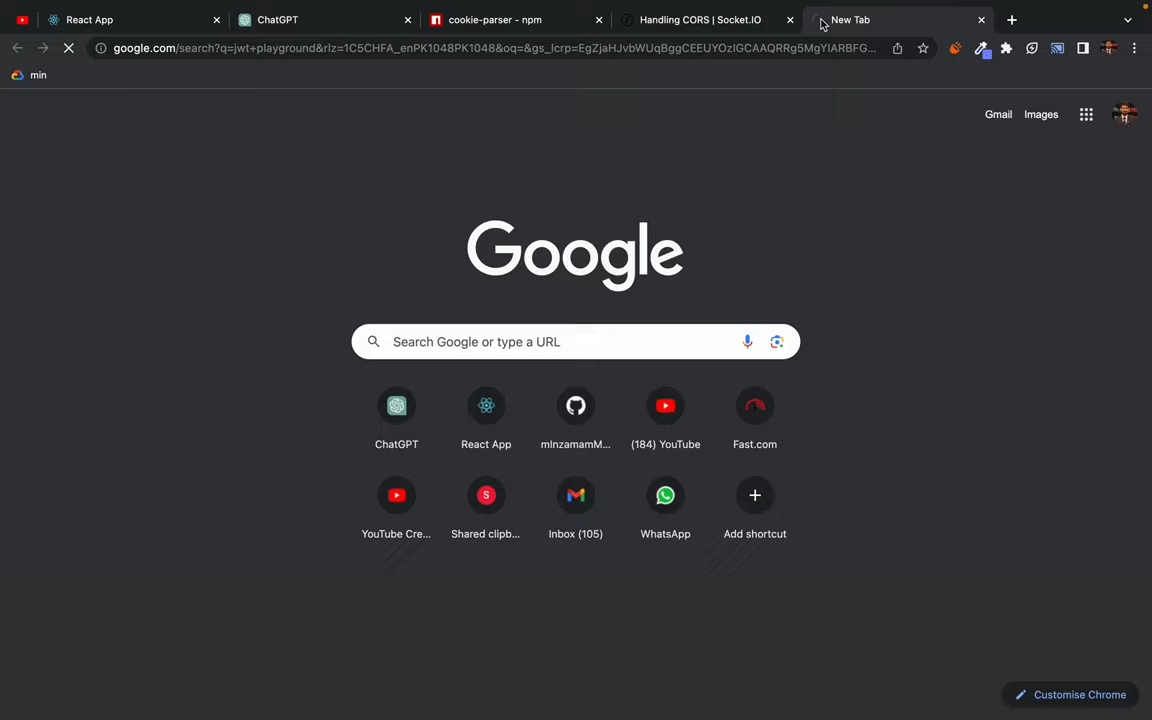 React App
ChatGPT
cookie-parser - npm
Handling CORS | Socket.IO
New Tab
google.com/search?q=jwt+playground&rlz=1C5CHFA_enPK1048PK1048&oq=&gs_lcrp=EgZjaHJvbWUqBggCEEUYOzIGCAAQRRg5MgYIARBFG...
min
Gmail
Images
Google
Search Google or type a URL
ChatGPT
React App
mInzamamM...
(184) YouTube
Fast.com
S
YouTube Cre...
Shared clipb...
Inbox (105)
WhatsApp
Add shortcut
Customise Chrome